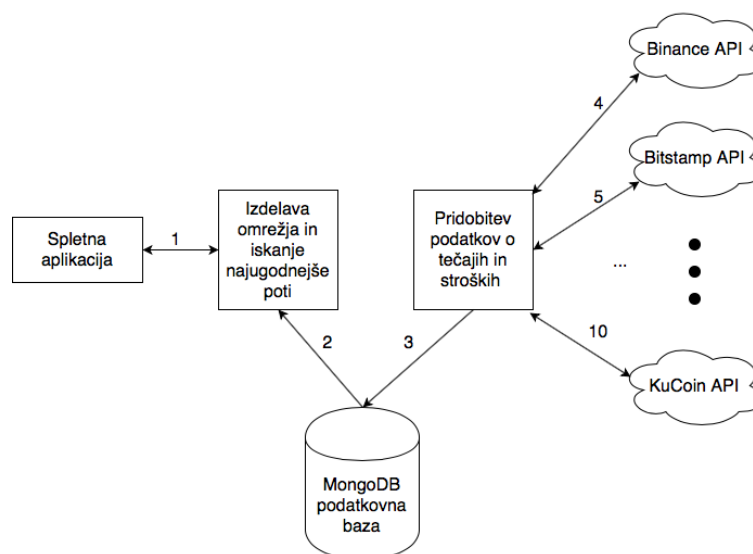 Binance API
4
Bitstamp API
5
Spletna
aplikacija
1
Izdelava
omrežja in
iskanje
najugodnejše
poti
Pridobitev
podatkov o
tečajih in
stroških
...
10
2
3
KuCoin API
MongoDB
podatkovna
baza